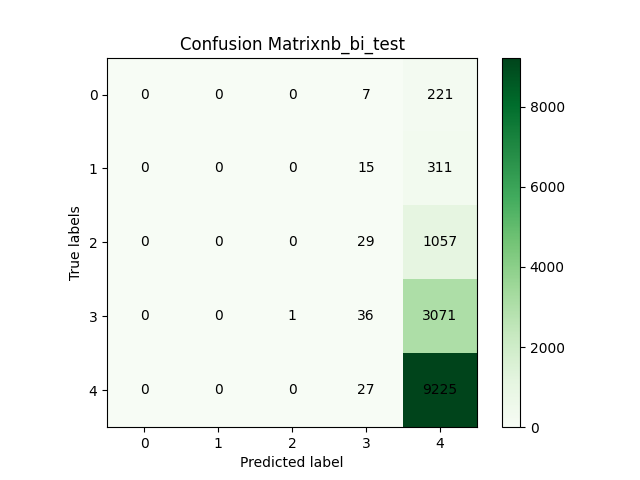 Confusion Matrixnb_bi_test
True labels
0 0 0 0 7 221
1 0 0 0 15 311
2 0 0 0 29 1057
3 0 0 1 36 3071
4 0 0 0 27 9225
0 1 2 3 4
Predicted label
8000
6000
4000
2000
0